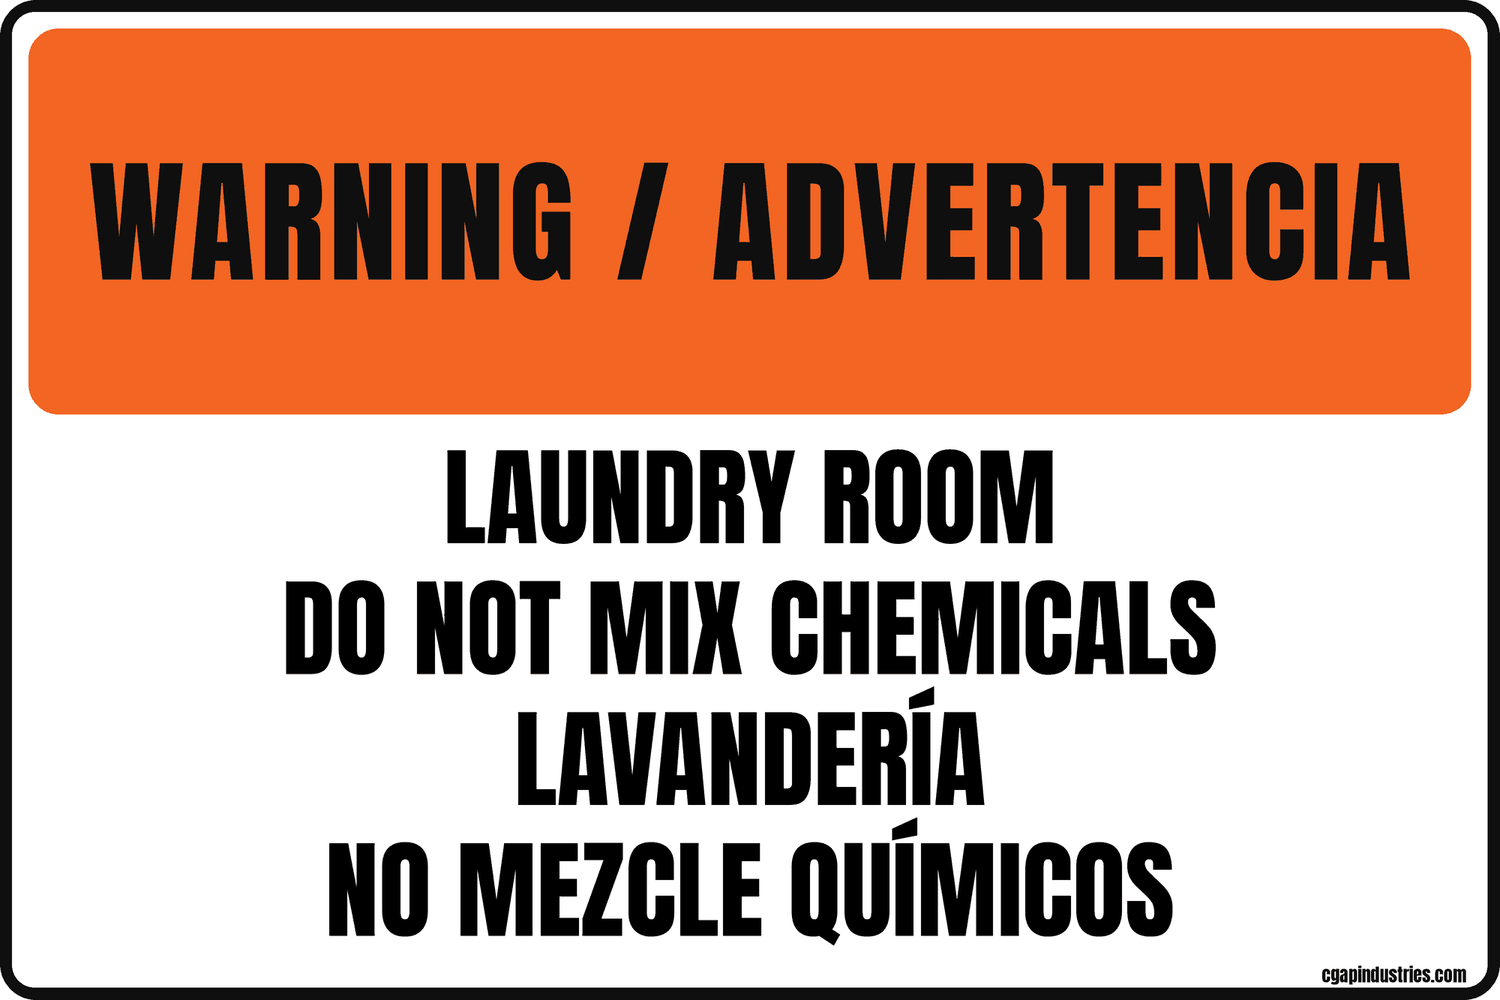 WARNING / ADVERTENCIA
LAUNDRY ROOM
DO NOT MIX CHEMICALS
LAVANDERÍA
NO MEZCLE QUÍMICOS
cgapindustries.com